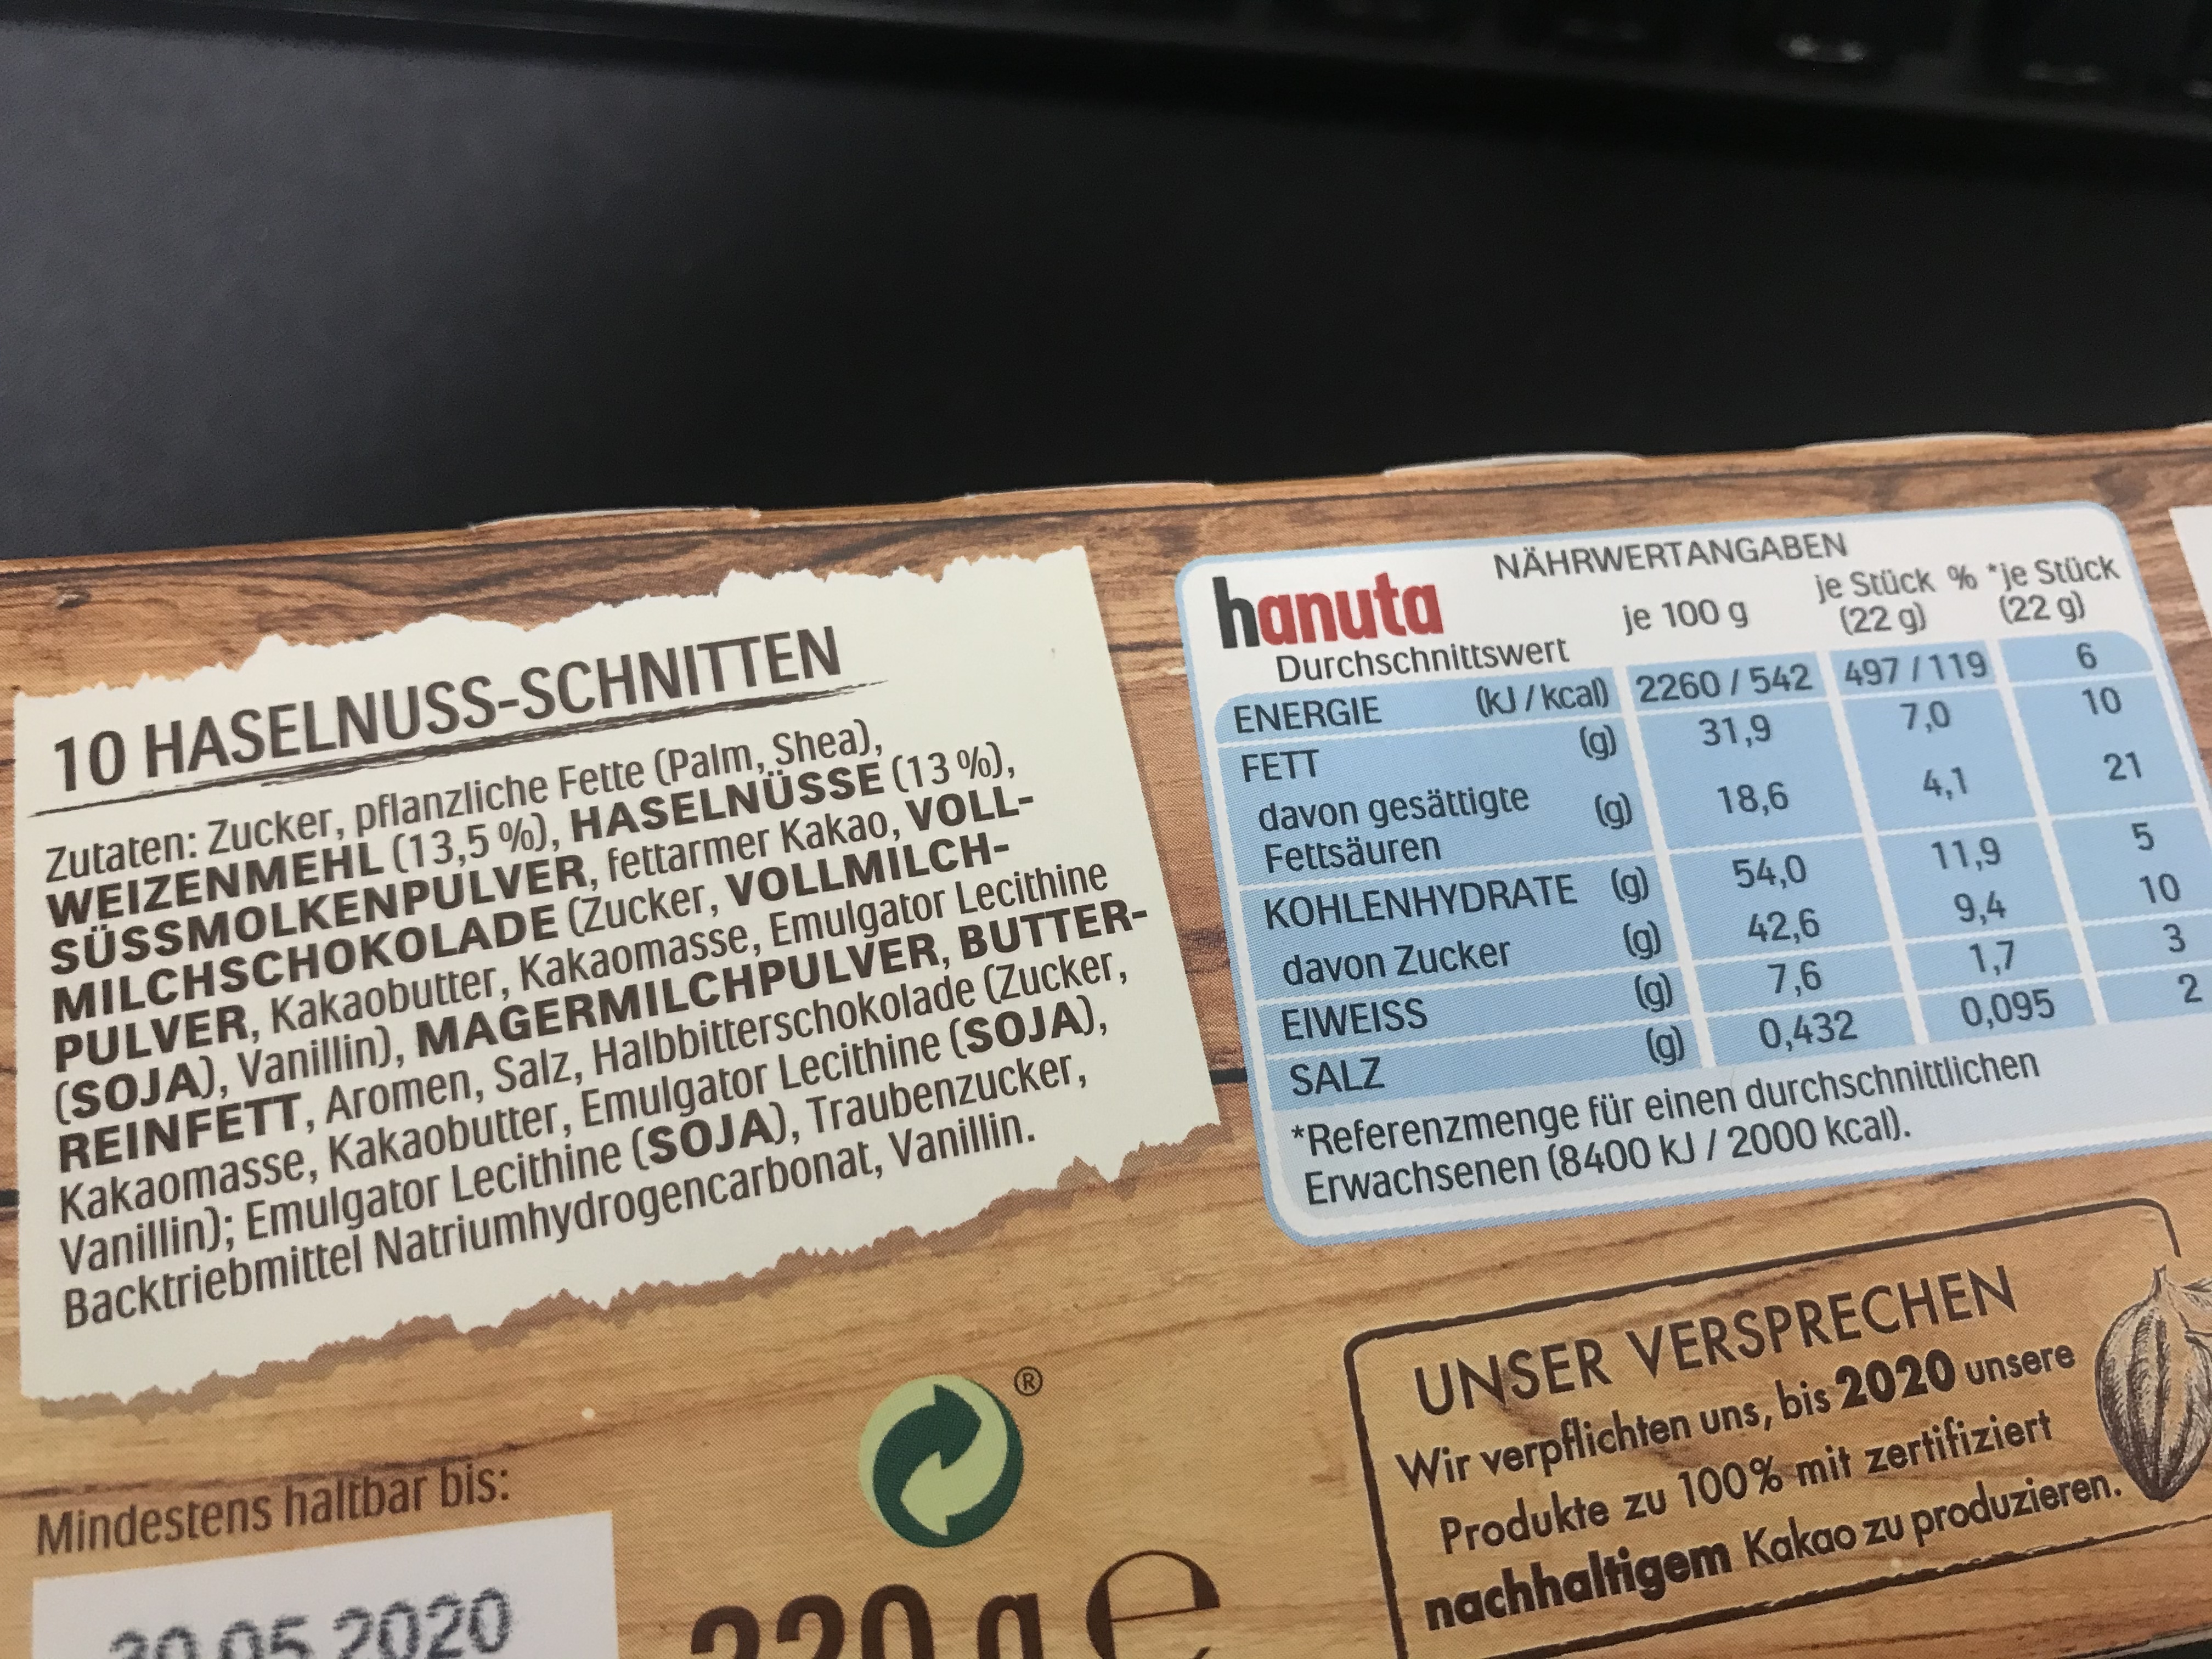 10 HASELNUSS-SCHNITTEN
Zutaten: Zucker, pflanzliche Fette (Palm, Shea),
WEIZENMEHL (13,5 %), HASELNÜSSE (13 %),
SÜSSMOLKENPULVER, fettarmer Kakao, VOLL-
MILCHSCHOKOLADE (Zucker, VOLLMILCH-
PULVER, Kakaobutter, Kakaomasse, Emulgator Lecithine
(SOJA), Vanillin), MAGERMILCHPULVER, BUTTER-
REINFETT, Aromen, Salz, Halbbitterschokolade (Zucker,
Kakaomasse, Kakaobutter, Emulgator Lecithine (SOJA),
Vanillin); Emulgator Lecithine (SOJA), Traubenzucker,
Backtriebmittel Natriumhydrogencarbonat, Vanillin.
Mindestens haltbar bis:
30.05.2020
®
220 g e
NÄHRWERTANGABEN
hanuta
Durchschnittswert je 100 g je Stück (22 g) % *je Stück (22 g)
ENERGIE (kJ / kcal) 2260 / 542 497 / 119 6
FETT (g) 31,9 7,0 10
davon gesättigte
Fettsäuren (g) 18,6 4,1 21
KOHLENHYDRATE (g) 54,0 11,9 5
davon Zucker (g) 42,6 9,4 10
EIWEISS (g) 7,6 1,7 3
SALZ (g) 0,432 0,095 2
*Referenzmenge für einen durchschnittlichen
Erwachsenen (8400 kJ / 2000 kcal).
UNSER VERSPRECHEN
Wir verpflichten uns, bis 2020 unsere
Produkte zu 100% mit zertifiziert
nachhaltigem Kakao zu produzieren.